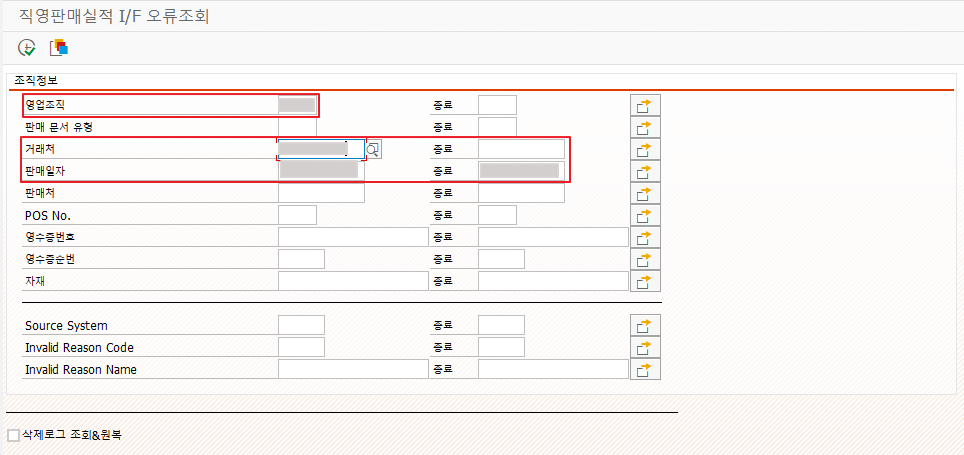 직영판매실적 I/F 오류조회
조직정보
영업조직 종료
판매 문서 유형 종료
거래처 종료
판매일자 종료
판매처 종료
POS No. 종료
영수증번호 종료
영수증순번 종료
자재 종료
Source System 종료
Invalid Reason Code 종료
Invalid Reason Name 종료
삭제로그 조회&원복